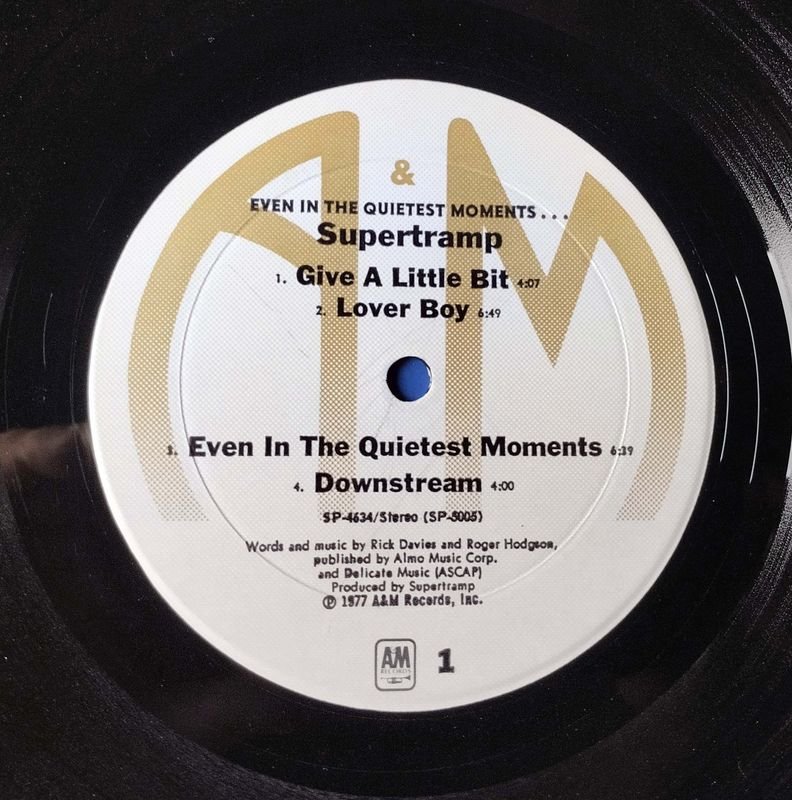 A & M
EVEN IN THE QUIETEST MOMENTS...
Supertramp
1. Give A Little Bit 4:07
2. Lover Boy 6:49
3. Even In The Quietest Moments 6:39
4. Downstream 4:00
SP-4634/Stereo (SP-5005)
Words and music by Rick Davies and Roger Hodgson,
published by Almo Music Corp.
and Delicate Music (ASCAP)
Produced by Supertramp
℗ 1977 A&M Records, Inc.
A&M
RECORDS
1